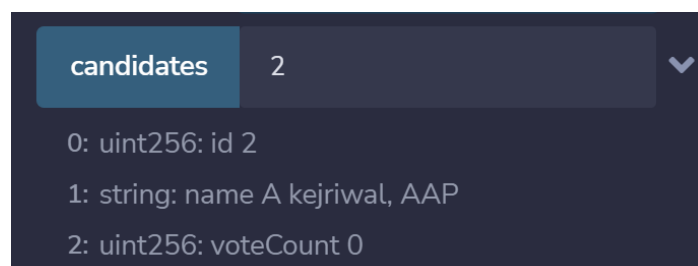 candidates 2
0: uint256: id 2
1: string: name A kejriwal, AAP
2: uint256: voteCount 0